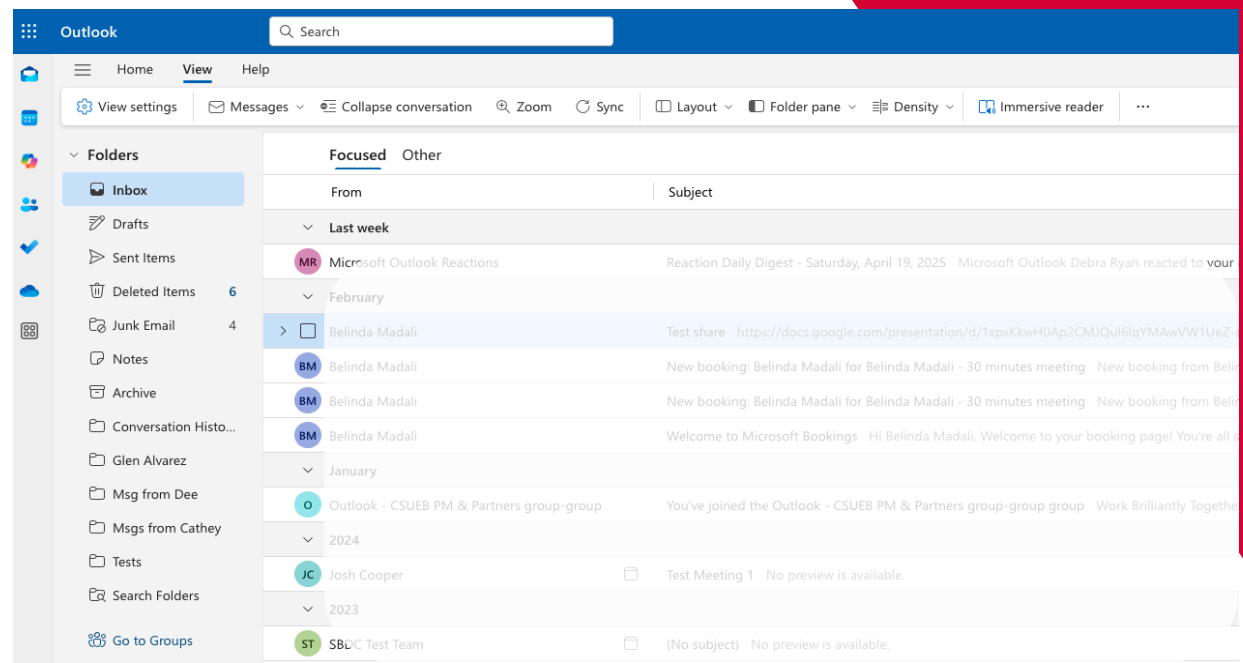 Outlook
Search
Home View Help
View settings Messages Collapse conversation Zoom Sync Layout Folder pane Density Immersive reader ...
Folders
Inbox
Drafts
Sent Items
Deleted Items 6
Junk Email 4
Notes
Archive
Conversation Histo...
Glen Alvarez
Msg from Dee
Msgs from Cathey
Tests
Search Folders
Go to Groups
Focused Other
From Subject
Last week
MR Microsoft Outlook Reactions Reaction Daily Digest - Saturday, April 19, 2025 Microsoft Outlook Debra Ryan reacted to your
February
Belinda Madali Test share
BM Belinda Madali New booking: Belinda Madali for Belinda Madali - 30 minutes meeting New booking from Belin
BM Belinda Madali New booking: Belinda Madali for Belinda Madali - 30 minutes meeting New booking from Belin
BM Belinda Madali Welcome to Microsoft Bookings Hi Belinda Madali, Welcome to your booking page! You're all s
January
O Outlook - CSUEB PM & Partners group-group You've joined the Outlook - CSUEB PM & Partners group-group group Work Brilliantly Togethe
2024
JC Josh Cooper Test Meeting 1 No preview is available.
2023
ST SBDC Test Team (No subject) No preview is available.